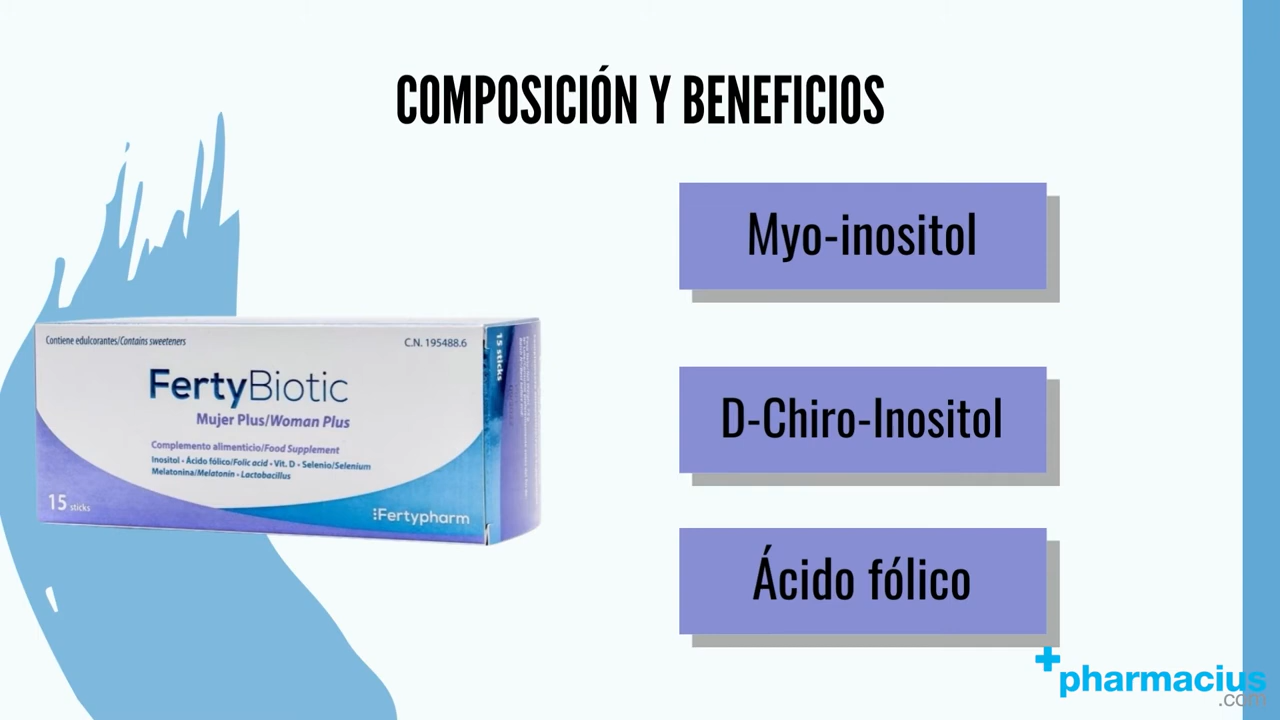 COMPOSICIÓN Y BENEFICIOS
Myo-inositol
D-Chiro-Inositol
Ácido fólico
Contiene edulcorantes/Contains sweeteners
C.N. 195488.6
FertyBiotic
Mujer Plus/Woman Plus
Complemento alimenticio/Food Supplement
Inositol - Ácido fólico/Folic acid - Vit. D - Selenio/Selenium
Melatonina/Melatonin - Lactobacillus
15 sticks
Fertypharm
15 sticks
pharmacius
.com